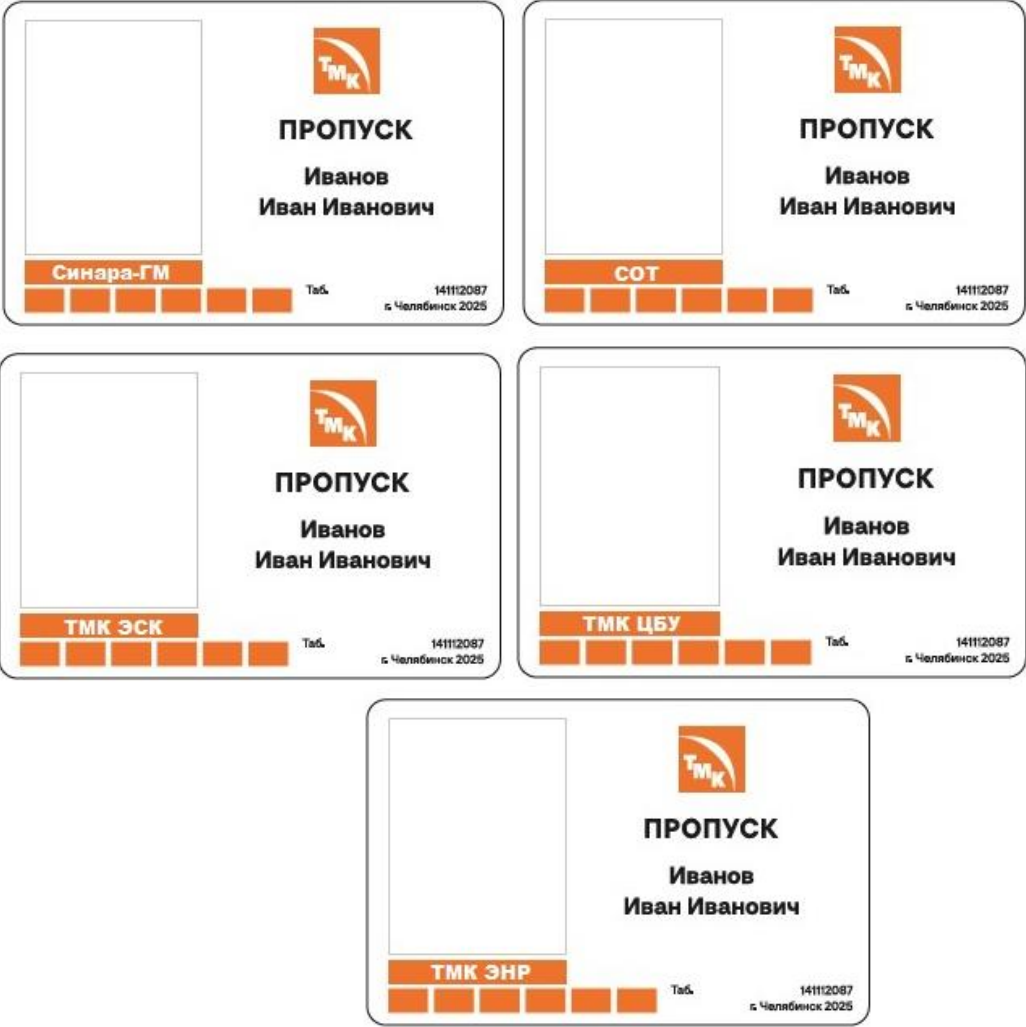 ТМК
ПРОПУСК
Иванов
Иван Иванович
Синара-ГМ
Таб. 141112087
г. Челябинск 2025
ТМК
ПРОПУСК
Иванов
Иван Иванович
СОТ
Таб. 141112087
г. Челябинск 2025
ТМК
ПРОПУСК
Иванов
Иван Иванович
ТМК ЭСК
Таб. 141112087
г. Челябинск 2025
ТМК
ПРОПУСК
Иванов
Иван Иванович
ТМК ЦБУ
Таб. 141112087
г. Челябинск 2025
ТМК
ПРОПУСК
Иванов
Иван Иванович
ТМК ЭНР
Таб. 141112087
г. Челябинск 2025